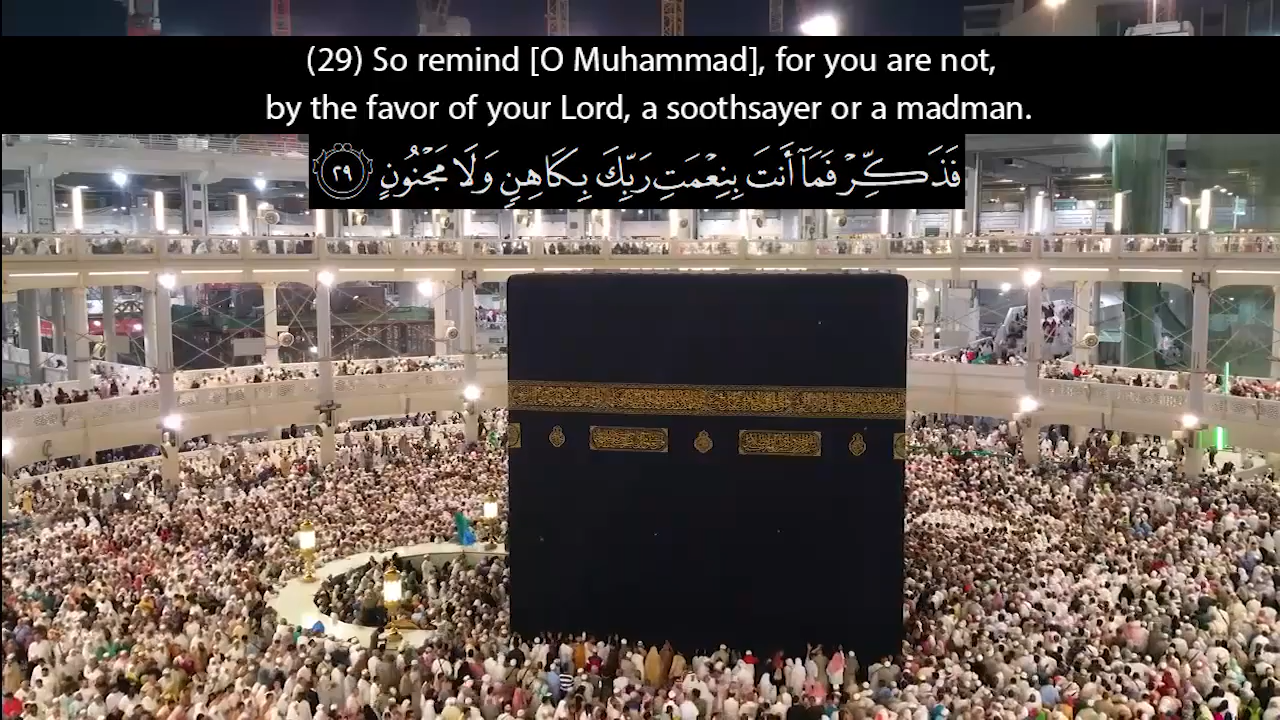 (29) So remind [O Muhammad], for you are not,
by the favor of your Lord, a soothsayer or a madman.
فَذَكِّرْ فَمَآ أَنتَ بِنِعْمَتِ رَبِّكَ بِكَاهِنٍ وَلَا مَجْنُونٍ ٢٩